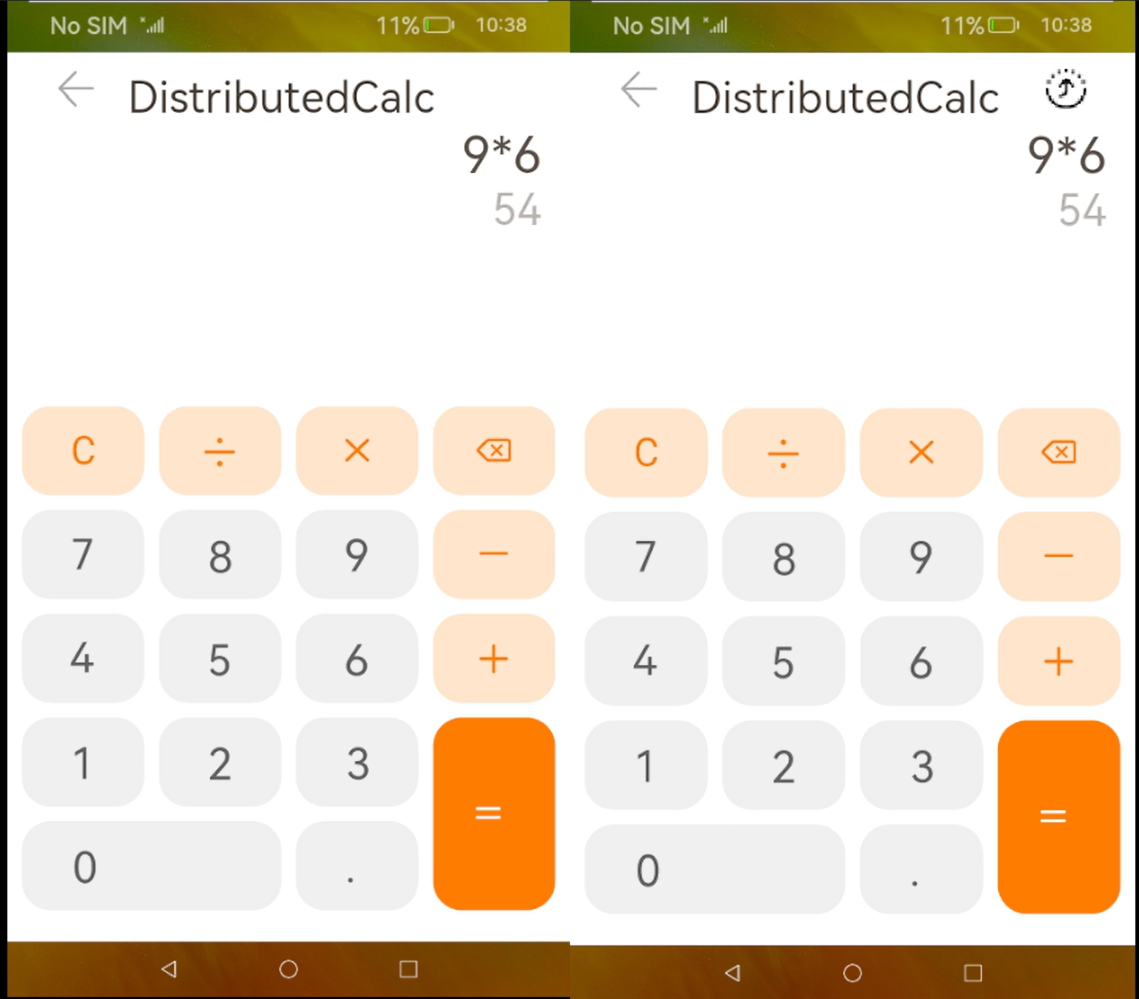 No SIM 11% 10:38
DistributedCalc
9*6
54
C ÷ ×
7 8 9 −
4 5 6 +
1 2 3
=
0 .
No SIM 11% 10:38
DistributedCalc
9*6
54
C ÷ ×
7 8 9 −
4 5 6 +
1 2 3
=
0 .